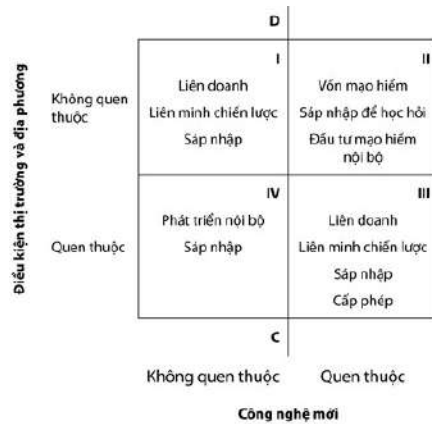 D
I
II
Liên doanh
Liên minh chiến lược
Sáp nhập
Vốn mạo hiểm
Sáp nhập để học hỏi
Đầu tư mạo hiểm
nội bộ
Không quen
thuộc
Điều kiện thị trường và địa phương
IV
III
Phát triển nội bộ
Sáp nhập
Liên doanh
Liên minh chiến lược
Sáp nhập
Cấp phép
Quen thuộc
C
Không quen thuộc
Quen thuộc
Công nghệ mới